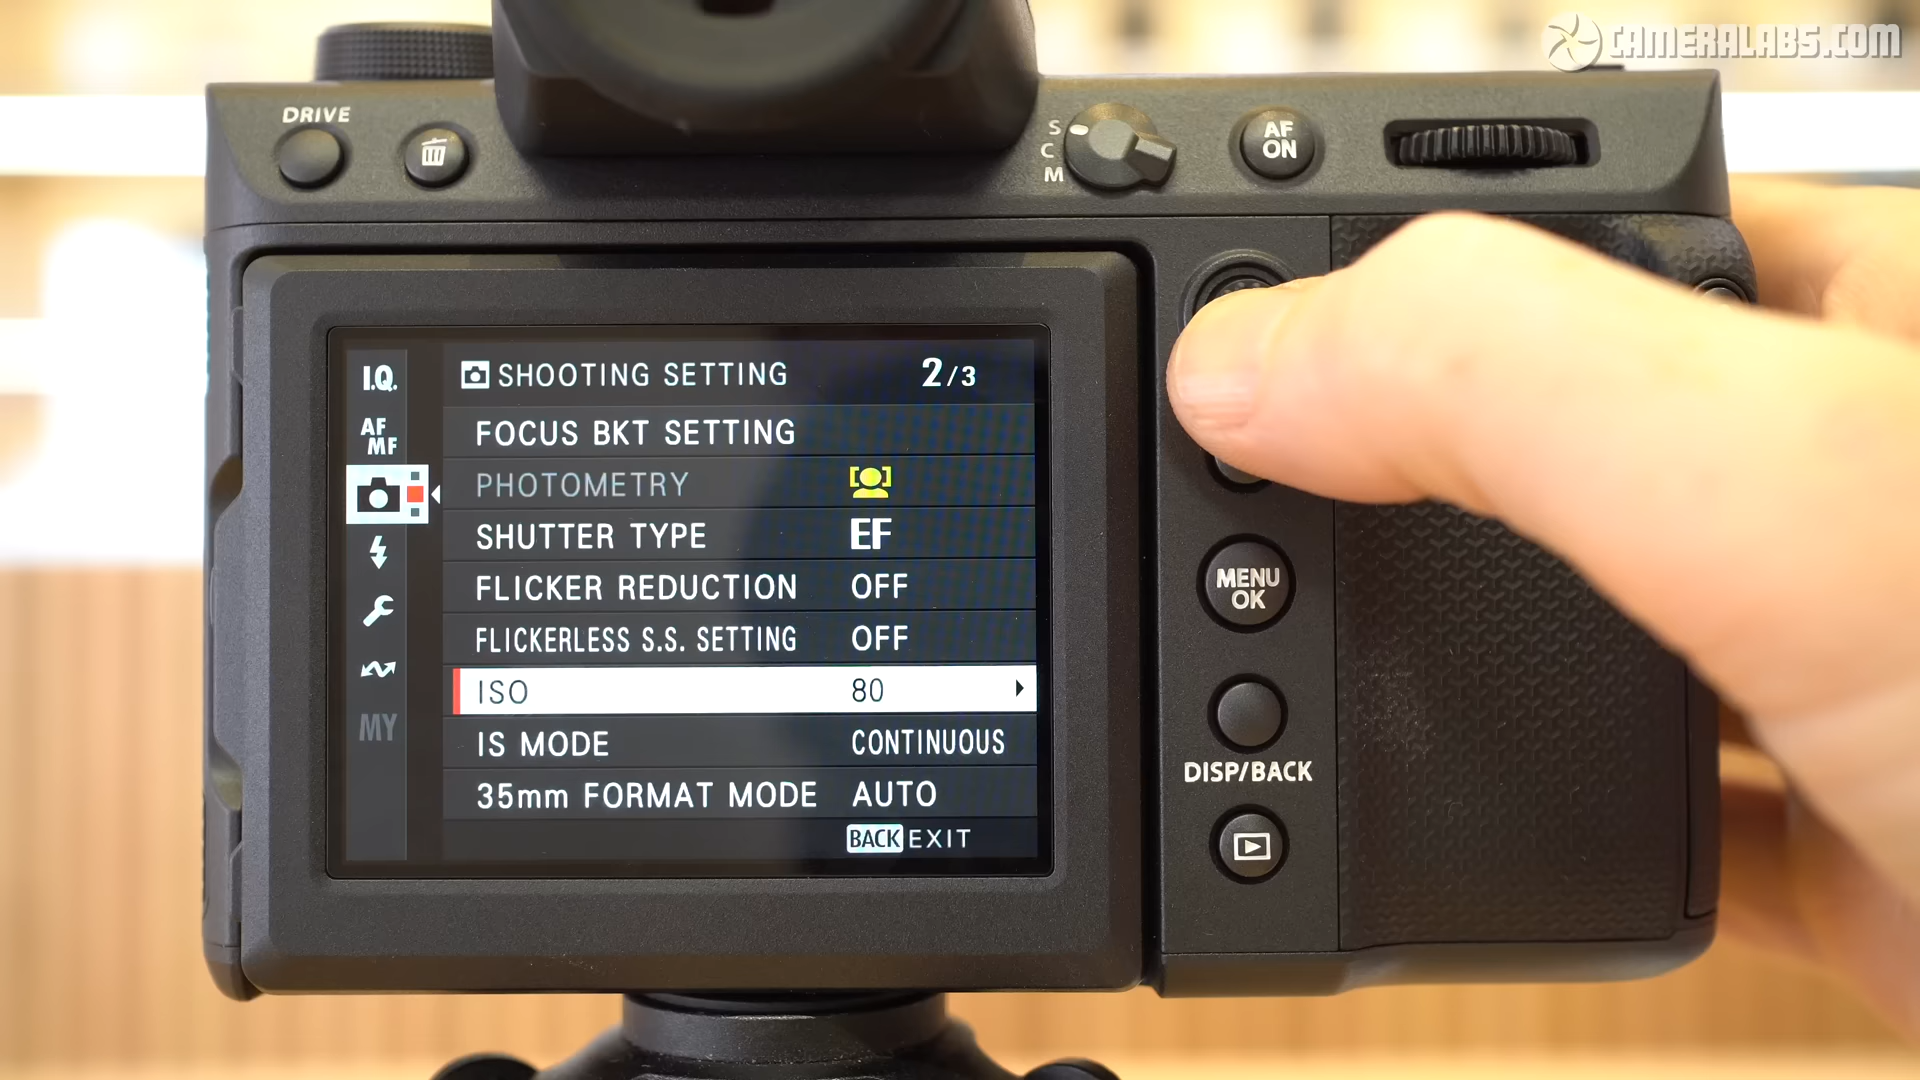 CAMERALABS.COM
DRIVE
S
C
M
AF
ON
I.Q.
SHOOTING SETTING 2/3
AF
MF
FOCUS BKT SETTING
PHOTOMETRY
SHUTTER TYPE EF
FLICKER REDUCTION OFF
FLICKERLESS S.S. SETTING OFF
ISO 80
MY
IS MODE CONTINUOUS
35mm FORMAT MODE AUTO
BACK EXIT
MENU
OK
DISP/BACK